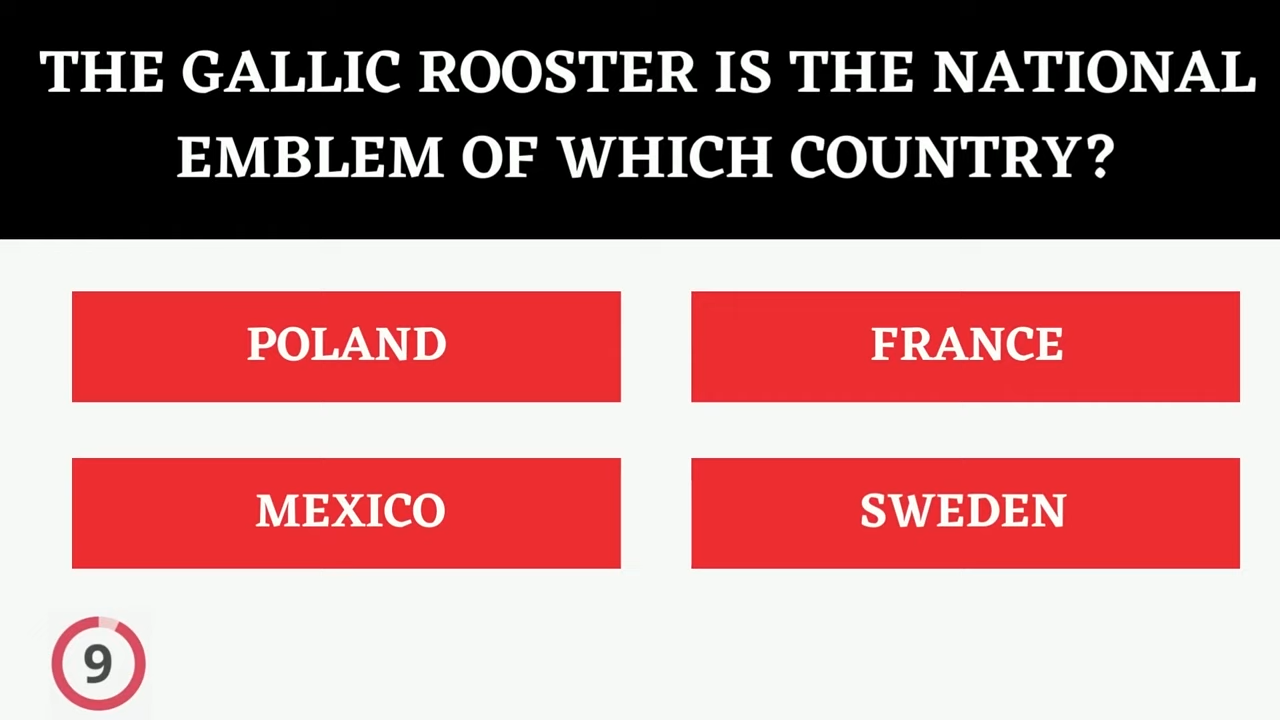 THE GALLIC ROOSTER IS THE NATIONAL
EMBLEM OF WHICH COUNTRY?
POLAND
FRANCE
MEXICO
SWEDEN
9